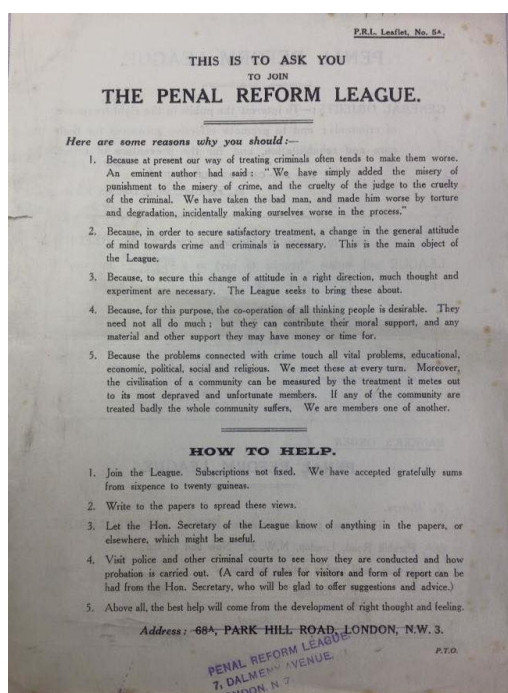 P.R.L. Leaflet, No. 5A.
THIS IS TO ASK YOU
TO JOIN
THE PENAL REFORM LEAGUE.
Here are some reasons why you should:—
1. Because at present our way of treating criminals often tends to make them worse.
An eminent author had said: "We have simply added the misery of
punishment to the misery of crime, and the cruelty of the judge to the cruelty
of the criminal. We have taken the bad man, and made him worse by torture
and degradation, incidentally making ourselves worse in the process."
2. Because, in order to secure satisfactory treatment, a change in the general attitude
of mind towards crime and criminals is necessary. This is the main object of
the League.
3. Because, to secure this change of attitude in a right direction, much thought and
experiment are necessary. The League seeks to bring these about.
4. Because, for this purpose, the co-operation of all thinking people is desirable. They
need not all do much; but they can contribute their moral support, and any
material and other support they may have money or time for.
5. Because the problems connected with crime touch all vital problems, educational,
economic, political, social and religious. We meet these at every turn. Moreover,
the civilisation of a community can be measured by the treatment it metes out
to its most depraved and unfortunate members. If any of the community are
treated badly the whole community suffers. We are members one of another.
HOW TO HELP.
1. Join the League. Subscriptions not fixed. We have accepted gratefully sums
from sixpence to twenty guineas.
2. Write to the papers to spread these views.
3. Let the Hon. Secretary of the League know of anything in the papers, or
elsewhere, which might be useful.
4. Visit police and other criminal courts to see how they are conducted and how
probation is carried out. (A card of rules for visitors and form of report can be
had from the Hon. Secretary, who will be glad to offer suggestions and advice.)
5. Above all, the best help will come from the development of right thought and feeling.
Address: 68A, PARK HILL ROAD, LONDON, N.W. 3.
P.T.O.
PENAL REFORM LEAGUE
7, DALMENY AVENUE,
LONDON. N 7